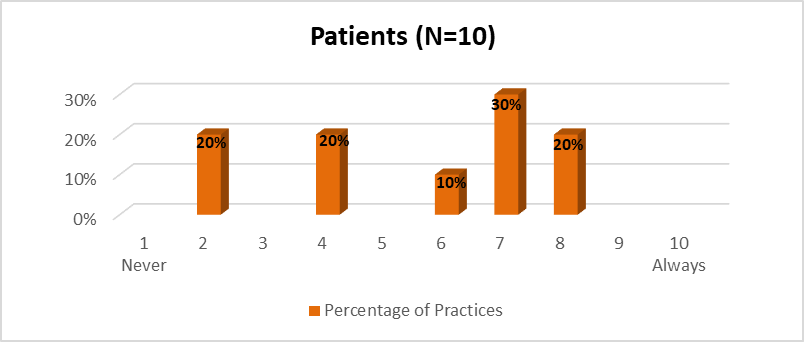 Patients (N=10)
30%
20%
10%
0%
20%
20%
10%
30%
20%
1 2 3 4 5 6 7 8 9 10
Never Always
Percentage of Practices